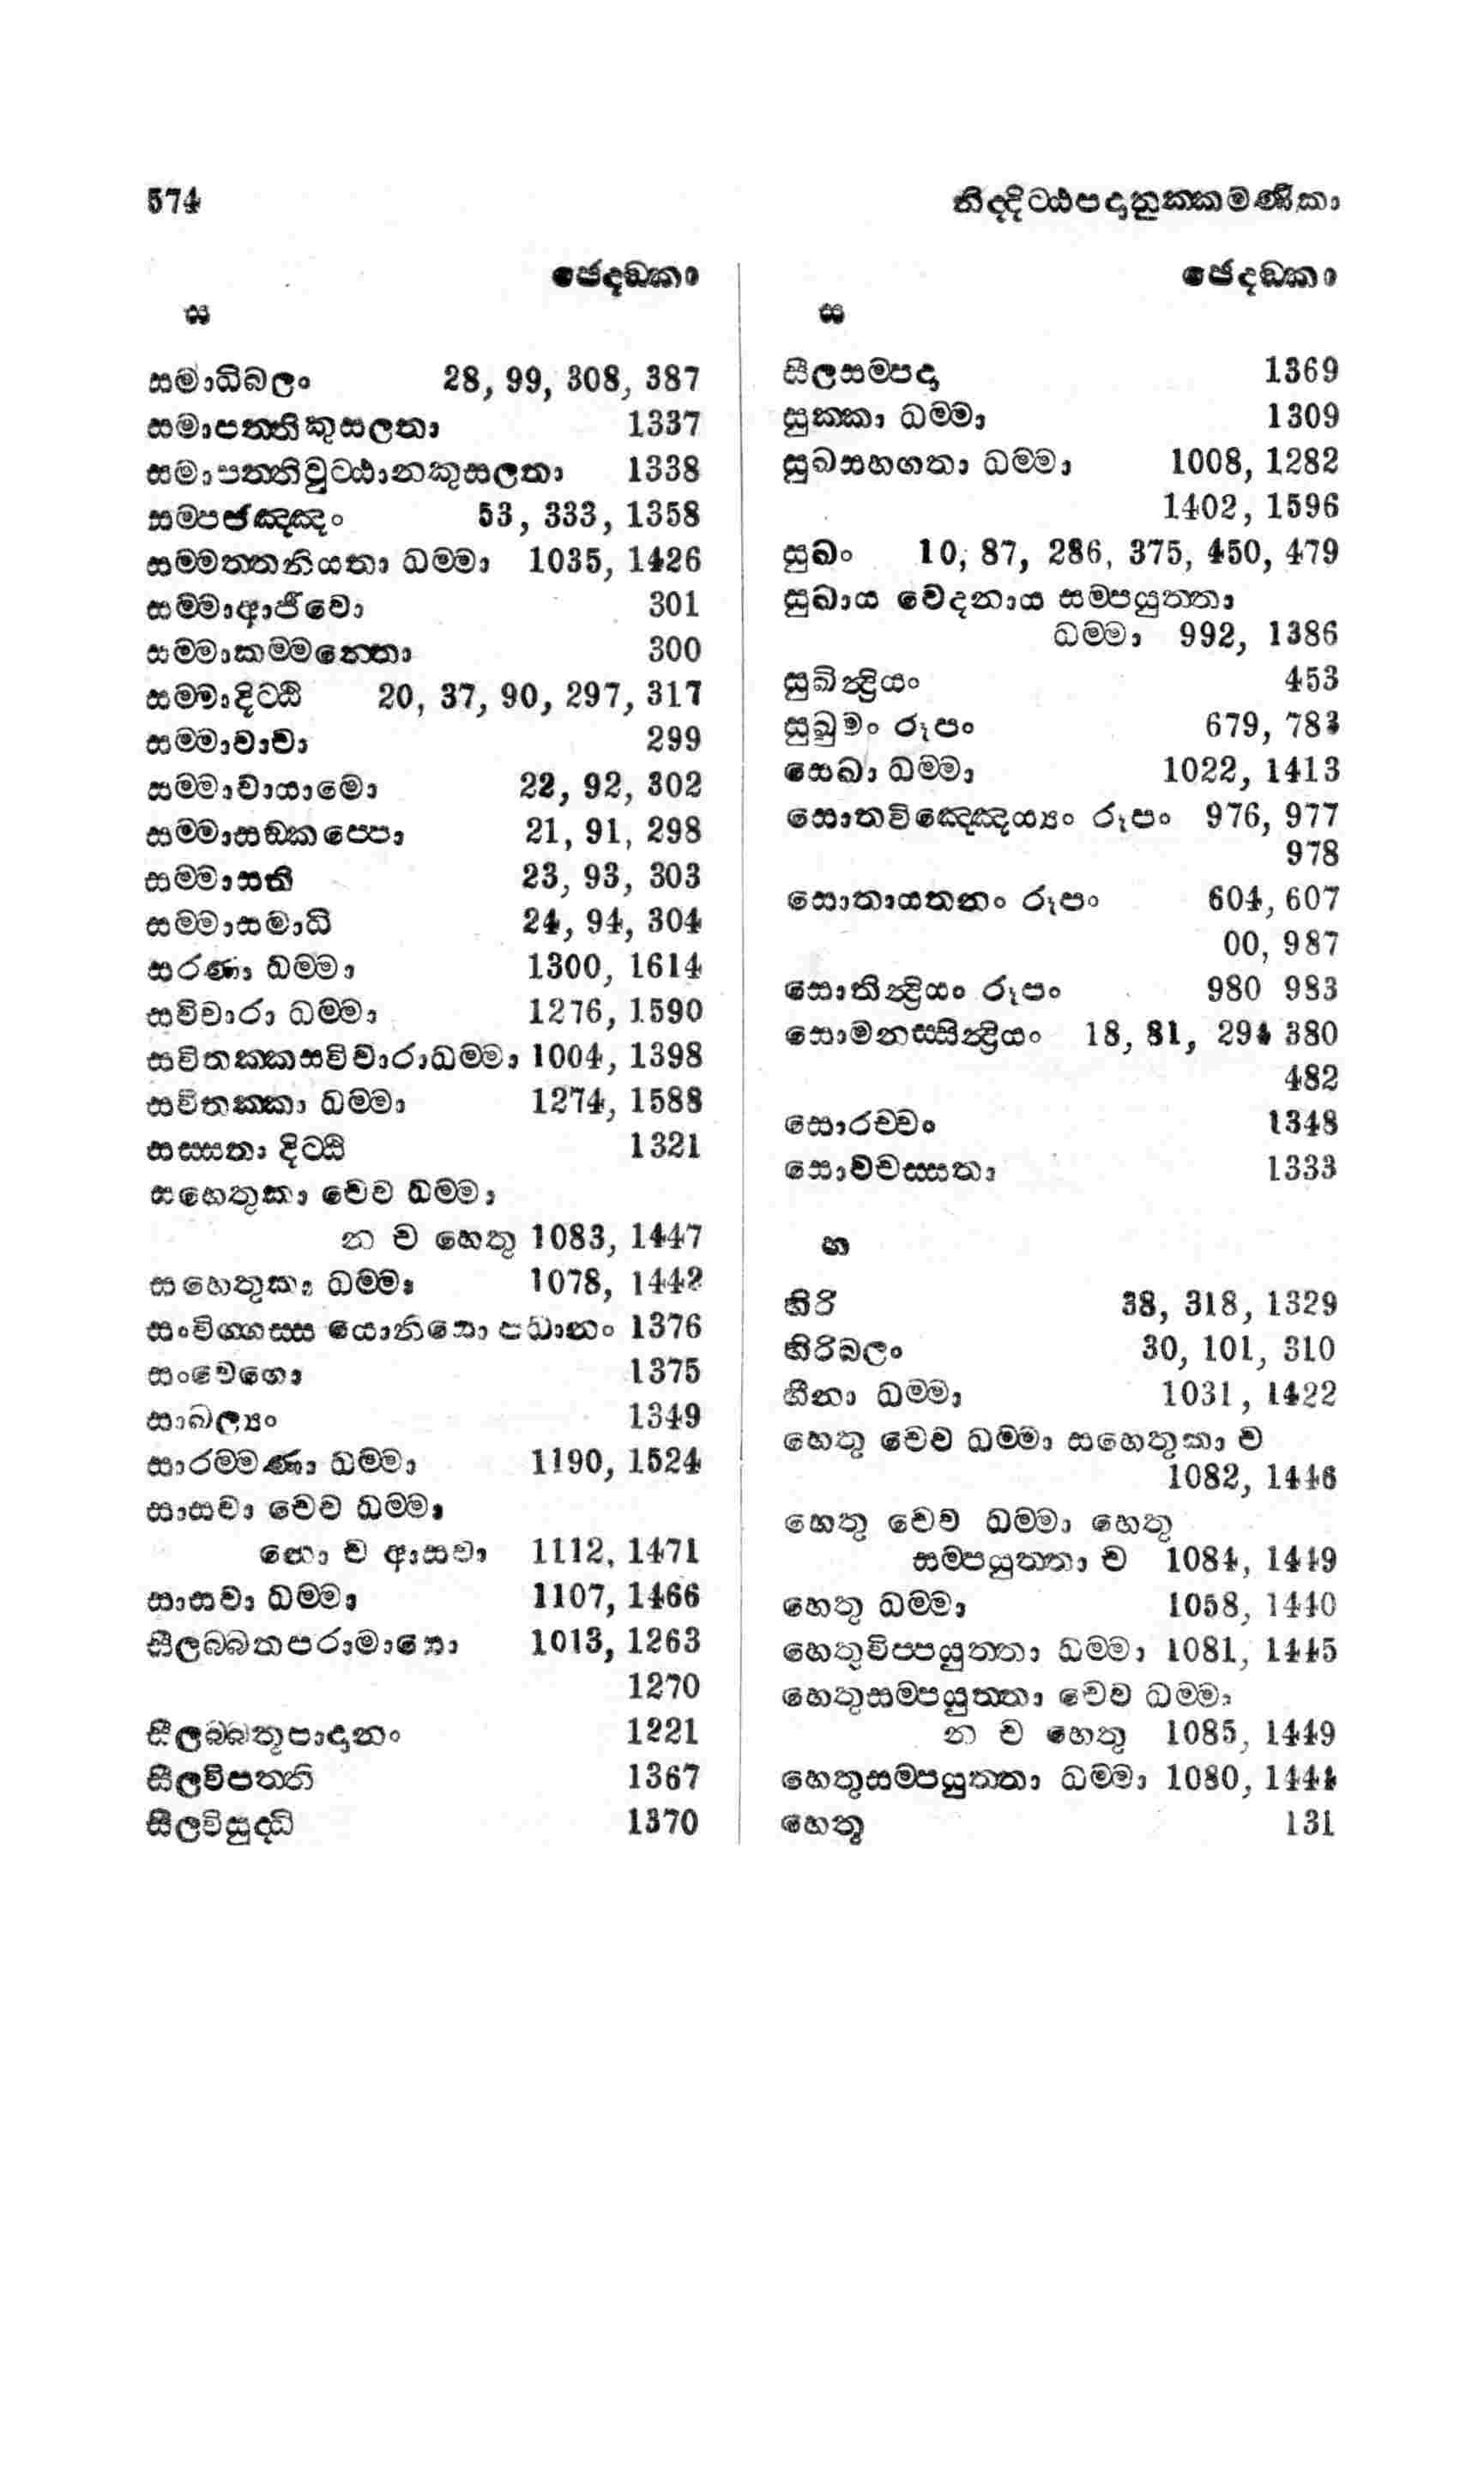 574
නිද්දිට්ඨපදානුක්කමණිකා
ඡෙදඞ්කා
ස
සමාධිබලං 28, 99, 308, 387
සමාපත්තිකුසලතා 1337
සමාපත්තිවුට්ඨානකුසලතා 1338
සම්පජඤ්ඤං 53, 333, 1358
සම්මත්තනියතා ධම්මා 1035, 1426
සම්මාආජීවො 301
සම්මාකම්මන්තො 300
සම්මාදිට්ඨි 20, 37, 90, 297, 317
සම්මාවාචා 299
සම්මාවායාමො 22, 92, 302
සම්මාසඞ්කප්පො 21, 91, 298
සම්මාසති 23, 93, 303
සම්මාසමාධි 24, 94, 304
සරණා ධම්මා 1300, 1614
සවිචාරා ධම්මා 1276, 1590
සවිතක්කසවිචාරාධම්මා 1004, 1398
සවිතක්කා ධම්මා 1274, 1588
සස්සතා දිට්ඨි 1321
සහෙතුකා චෙව ධම්මා
න ච හෙතු 1083, 1447
සහෙතුකා ධම්මා 1078, 1442
සංවිග්ගස්ස යොනිසො පධානං 1376
සංවෙගො 1375
සාඛල්‍යං 1349
සාරම්මණා ධම්මා 1190, 1524
සාසවා චෙව ධම්මා
නො ච ආසවා 1112, 1471
සාසවා ධම්මා 1107, 1466
සීලබ්බතපරාමාසො 1013, 1263
1270
සීලබ්බතූපාදානං 1221
සීලවිපත්ති 1367
සීලවිසුද්ධි 1370
ඡෙදඞ්කා
ස
සීලසම්පදා 1369
සුක්කා ධම්මා 1309
සුඛසහගතා ධම්මා 1008, 1282
1402, 1596
සුඛං 10, 87, 286, 375, 450, 479
සුඛාය වෙදනාය සම්පයුත්තා
ධම්මා 992, 1386
සුඛින්ද්‍රියං 453
සුඛුමං රූපං 679, 783
සෙඛා ධම්මා 1022, 1413
සොතවිඤ්ඤෙය්‍යං රූපං 976, 977
978
සොතායතනං රූපං 604, 607
00, 987
සොතින්ද්‍රියං රූපං 980 983
සොමනස්සින්ද්‍රියං 18, 81, 294 380
482
සොරච්චං 1348
සොවචස්සතා 1333
හ
හිරි 38, 318, 1329
හිරිබලං 30, 101, 310
හීනා ධම්මා 1031, 1422
හෙතු චෙව ධම්මා සහෙතුකා ච
1082, 1446
හෙතු චෙව ධම්මා හෙතු
සම්පයුත්තා ච 1084, 1449
හෙතු ධම්මා 1058, 1440
හෙතුවිප්පයුත්තා ධම්මා 1081, 1445
හෙතුසම්පයුත්තා චෙව ධම්මා
න ච හෙතු 1085, 1449
හෙතුසම්පයුත්තා ධම්මා 1080, 1444
හෙතූ 131